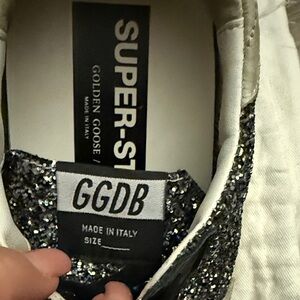 SUPER-ST
GOLDEN GOOSE /
MADE IN ITALY
GGDB
MADE IN ITALY
SIZE